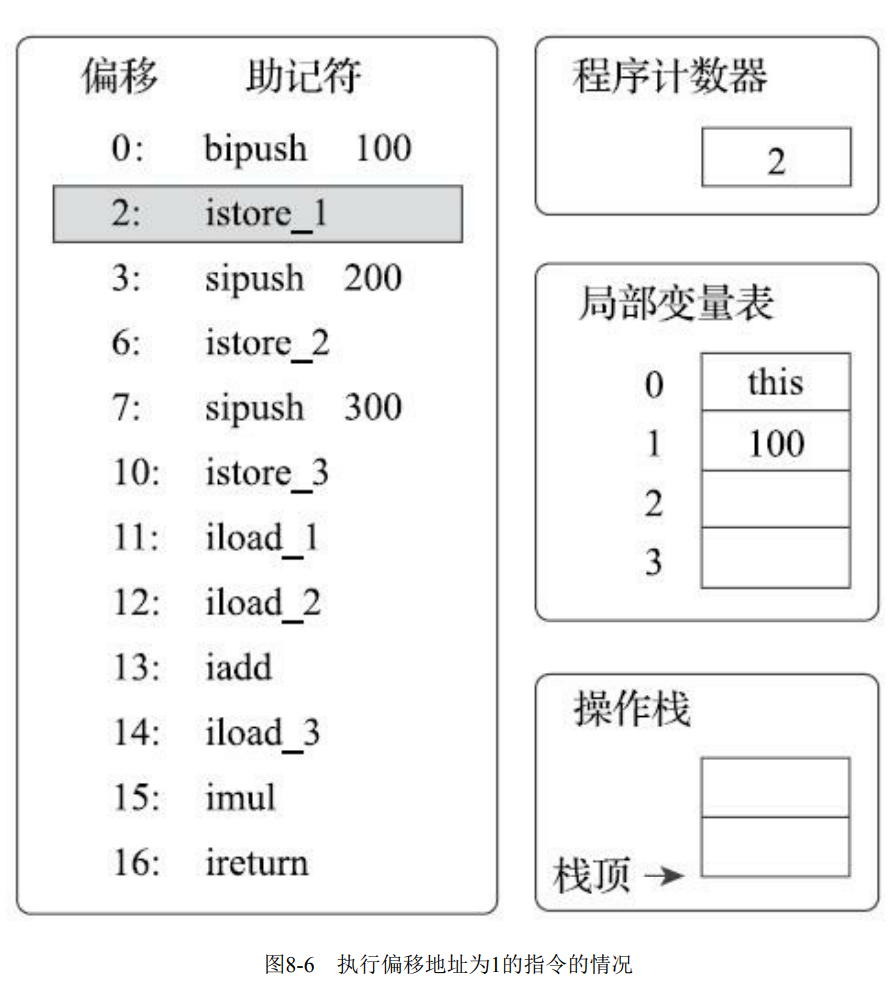 偏移 助记符
0: bipush 100
2: istore_1
3: sipush 200
6: istore_2
7: sipush 300
10: istore_3
11: iload_1
12: iload_2
13: iadd
14: iload_3
15: imul
16: ireturn
程序计数器
2
局部变量表
0 this
1 100
2
3
操作栈
栈顶
图8-6 执行偏移地址为1的指令的情况